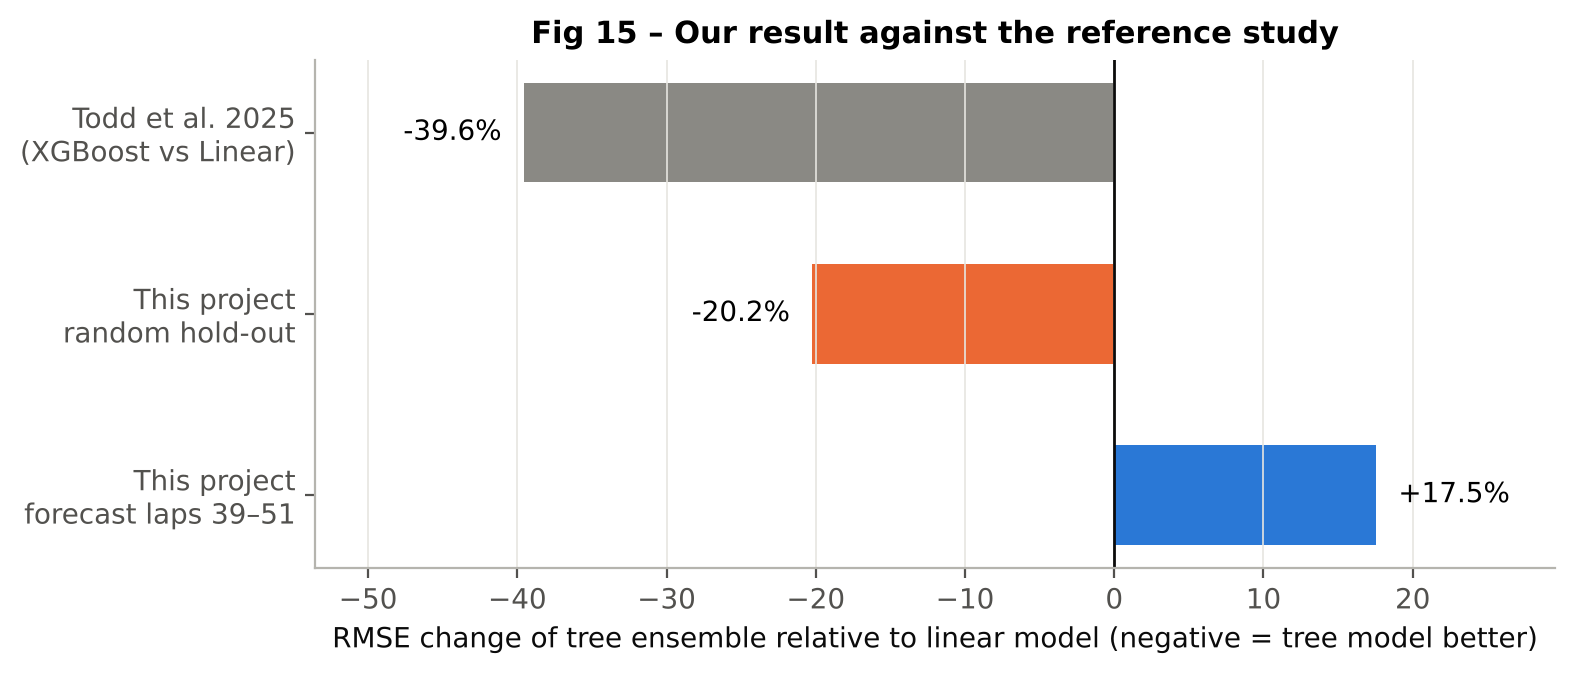 Fig 15 – Our result against the reference study
Todd et al. 2025
(XGBoost vs Linear)
-39.6%
This project
random hold-out
-20.2%
This project
forecast laps 39–51
+17.5%
−50 −40 −30 −20 −10 0 10 20
RMSE change of tree ensemble relative to linear model (negative = tree model better)